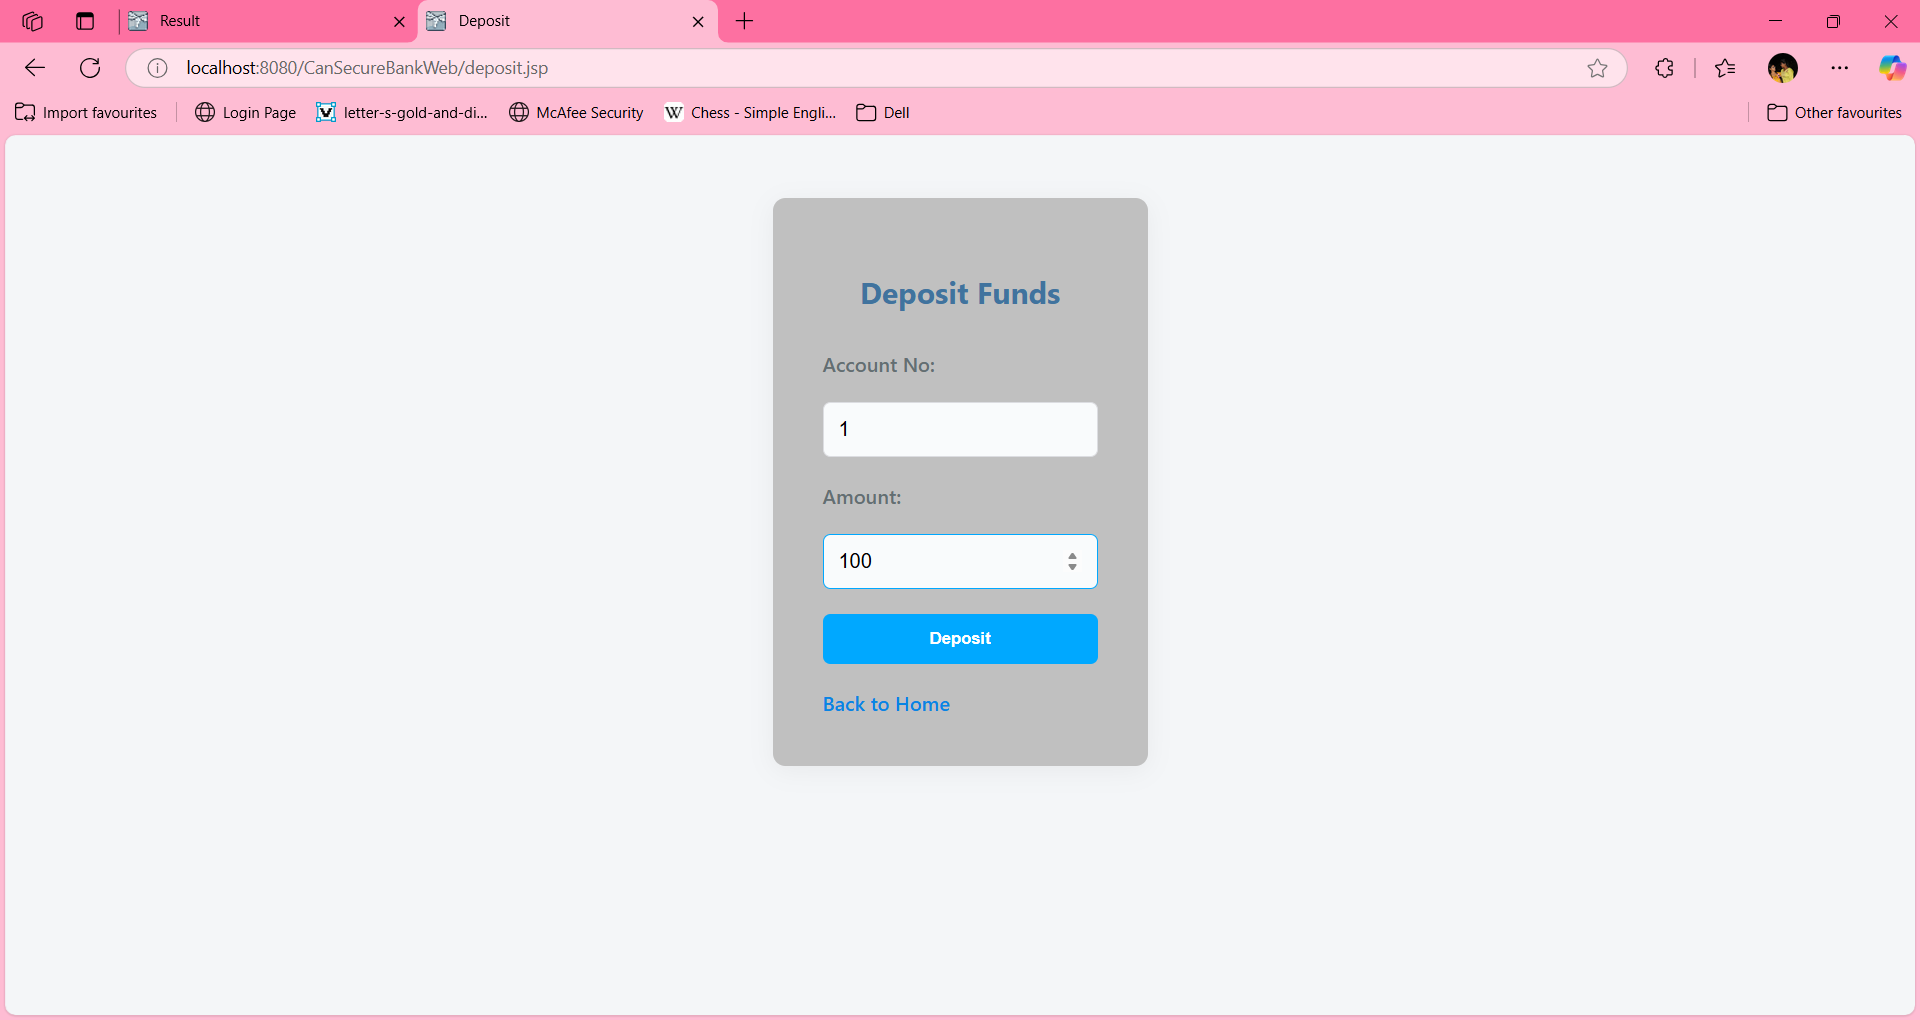 Result
Deposit
localhost:8080/CanSecureBankWeb/deposit.jsp
Import favourites
Login Page
letter-s-gold-and-di...
McAfee Security
W Chess - Simple Engli...
Dell
Other favourites
Deposit Funds
Account No:
1
Amount:
100
Deposit
Back to Home